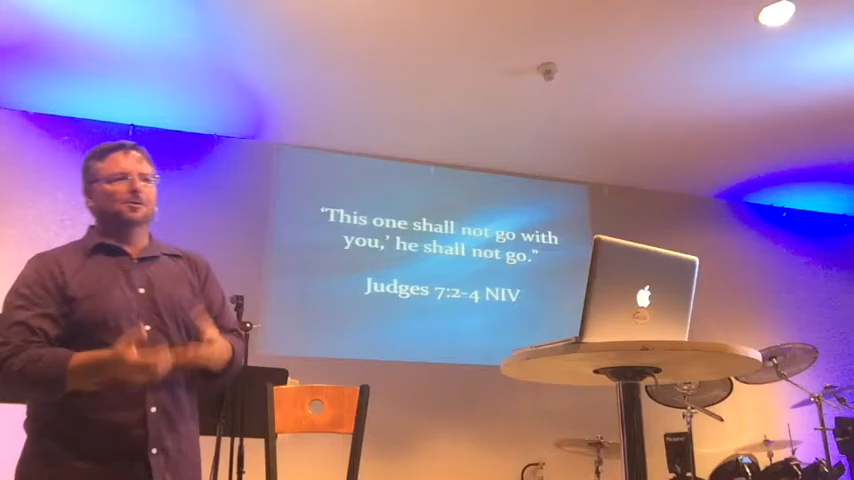 ‘This one shall not go with
you,’ he shall not go.”
Judges 7:2-4 NIV